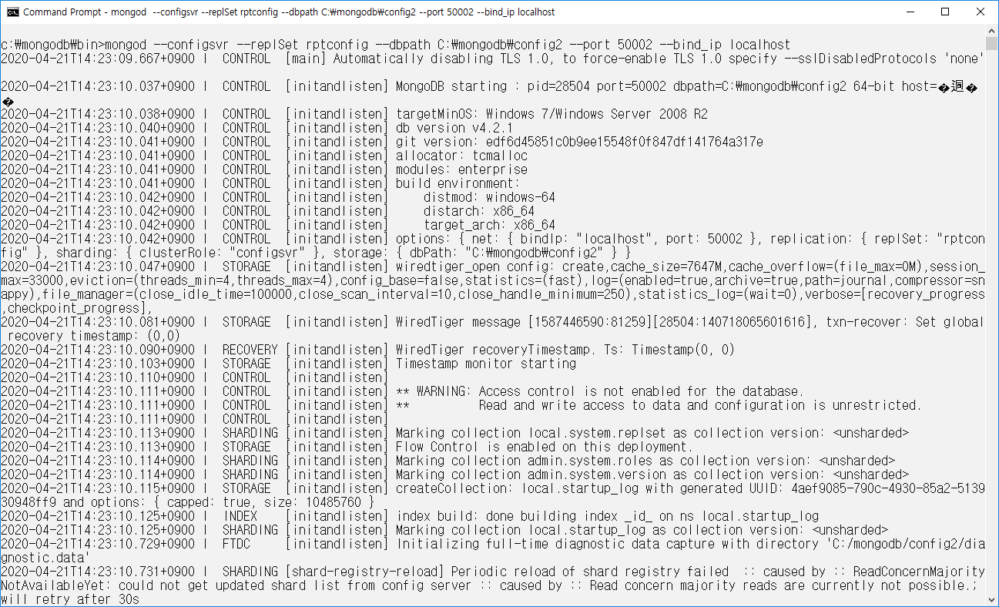 Command Prompt - mongod  --configsvr --replSet rptconfig --dbpath C:₩mongodb₩config2 --port 50002 --bind_ip localhost
c:₩mongodb₩bin>mongod --configsvr --replSet rptconfig --dbpath C:₩mongodb₩config2 --port 50002 --bind_ip localhost
2020-04-21T14:23:09.667+0900 I  CONTROL  [main] Automatically disabling TLS 1.0, to force-enable TLS 1.0 specify --sslDisabledProtocols 'none'
2020-04-21T14:23:10.037+0900 I  CONTROL  [initandlisten] MongoDB starting : pid=28504 port=50002 dbpath=C:₩mongodb₩config2 64-bit host=�逥�
�
2020-04-21T14:23:10.038+0900 I  CONTROL  [initandlisten] targetMinOS: Windows 7/Windows Server 2008 R2
2020-04-21T14:23:10.040+0900 I  CONTROL  [initandlisten] db version v4.2.1
2020-04-21T14:23:10.041+0900 I  CONTROL  [initandlisten] git version: edf6d45851c0b9ee15548f0f847df141764a317e
2020-04-21T14:23:10.041+0900 I  CONTROL  [initandlisten] allocator: tcmalloc
2020-04-21T14:23:10.041+0900 I  CONTROL  [initandlisten] modules: enterprise
2020-04-21T14:23:10.041+0900 I  CONTROL  [initandlisten] build environment:
2020-04-21T14:23:10.042+0900 I  CONTROL  [initandlisten]     distmod: windows-64
2020-04-21T14:23:10.042+0900 I  CONTROL  [initandlisten]     distarch: x86_64
2020-04-21T14:23:10.042+0900 I  CONTROL  [initandlisten]     target_arch: x86_64
2020-04-21T14:23:10.042+0900 I  CONTROL  [initandlisten] options: { net: { bindIp: "localhost", port: 50002 }, replication: { replSet: "rptcon
fig" }, sharding: { clusterRole: "configsvr" }, storage: { dbPath: "C:₩mongodb₩config2" } }
2020-04-21T14:23:10.047+0900 I  STORAGE  [initandlisten] wiredtiger_open config: create,cache_size=7647M,cache_overflow=(file_max=0M),session_
max=33000,eviction=(threads_min=4,threads_max=4),config_base=false,statistics=(fast),log=(enabled=true,archive=true,path=journal,compressor=sn
appy),file_manager=(close_idle_time=100000,close_scan_interval=10,close_handle_minimum=250),statistics_log=(wait=0),verbose=[recovery_progress
,checkpoint_progress],
2020-04-21T14:23:10.081+0900 I  STORAGE  [initandlisten] WiredTiger message [1587446590:81259][28504:140718065601616], txn-recover: Set global
 recovery timestamp: (0,0)
2020-04-21T14:23:10.090+0900 I  RECOVERY [initandlisten] WiredTiger recoveryTimestamp. Ts: Timestamp(0, 0)
2020-04-21T14:23:10.103+0900 I  STORAGE  [initandlisten] Timestamp monitor starting
2020-04-21T14:23:10.110+0900 I  CONTROL  [initandlisten]
2020-04-21T14:23:10.111+0900 I  CONTROL  [initandlisten] ** WARNING: Access control is not enabled for the database.
2020-04-21T14:23:10.111+0900 I  CONTROL  [initandlisten] **          Read and write access to data and configuration is unrestricted.
2020-04-21T14:23:10.111+0900 I  CONTROL  [initandlisten]
2020-04-21T14:23:10.113+0900 I  SHARDING [initandlisten] Marking collection local.system.replset as collection version: <unsharded>
2020-04-21T14:23:10.113+0900 I  STORAGE  [initandlisten] Flow Control is enabled on this deployment.
2020-04-21T14:23:10.114+0900 I  SHARDING [initandlisten] Marking collection admin.system.roles as collection version: <unsharded>
2020-04-21T14:23:10.114+0900 I  SHARDING [initandlisten] Marking collection admin.system.version as collection version: <unsharded>
2020-04-21T14:23:10.115+0900 I  STORAGE  [initandlisten] createCollection: local.startup_log with generated UUID: 4aef9085-790c-4930-85a2-5139
30948ff9 and options: { capped: true, size: 10485760 }
2020-04-21T14:23:10.125+0900 I  INDEX    [initandlisten] index build: done building index _id_ on ns local.startup_log
2020-04-21T14:23:10.125+0900 I  SHARDING [initandlisten] Marking collection local.startup_log as collection version: <unsharded>
2020-04-21T14:23:10.729+0900 I  FTDC     [initandlisten] Initializing full-time diagnostic data capture with directory 'C:/mongodb/config2/dia
gnostic.data'
2020-04-21T14:23:10.731+0900 I  SHARDING [shard-registry-reload] Periodic reload of shard registry failed  :: caused by :: ReadConcernMajority
NotAvailableYet: could not get updated shard list from config server :: caused by :: Read concern majority reads are currently not possible.;
will retry after 30s